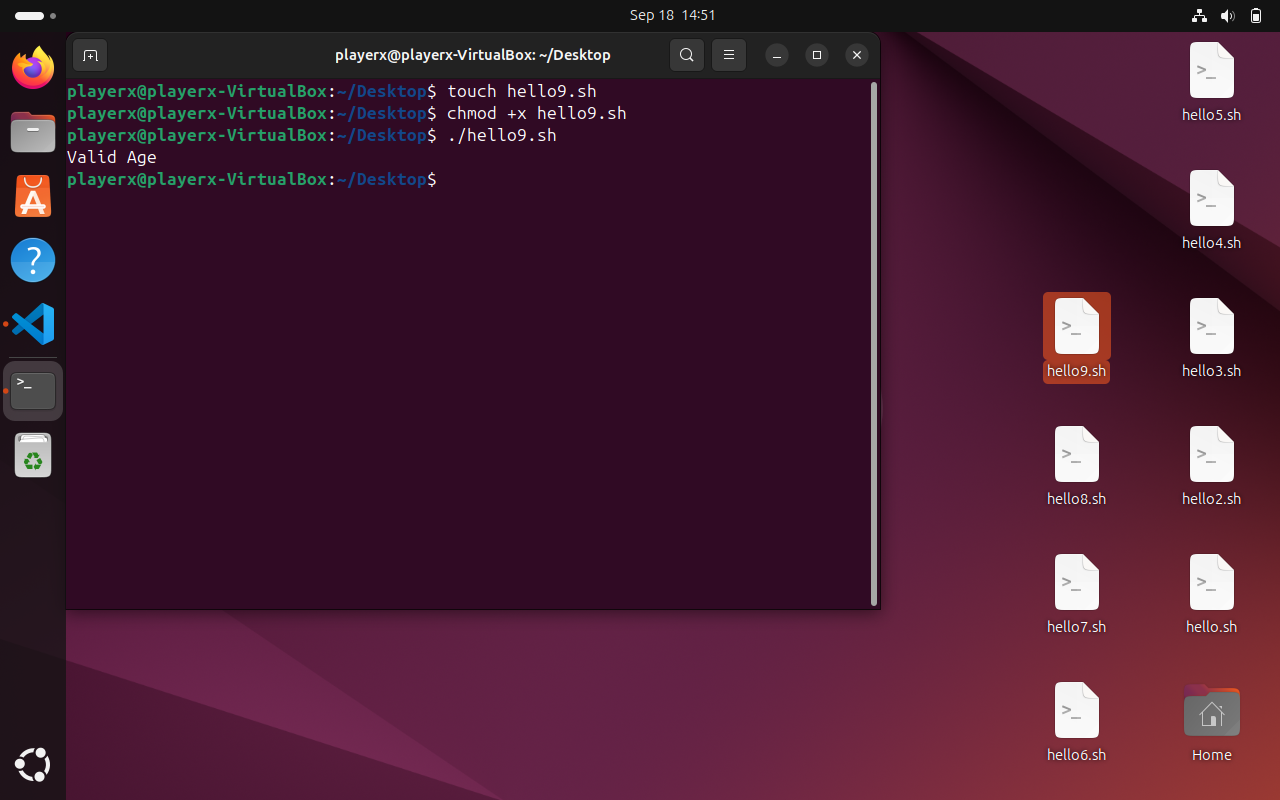 Sep 18 14:51
playerx@playerx-VirtualBox: ~/Desktop
playerx@playerx-VirtualBox:~/Desktop$ touch hello9.sh
playerx@playerx-VirtualBox:~/Desktop$ chmod +x hello9.sh
playerx@playerx-VirtualBox:~/Desktop$ ./hello9.sh
Valid Age
playerx@playerx-VirtualBox:~/Desktop$
hello5.sh
hello4.sh
hello9.sh
hello3.sh
hello8.sh
hello2.sh
hello7.sh
hello.sh
hello6.sh
Home